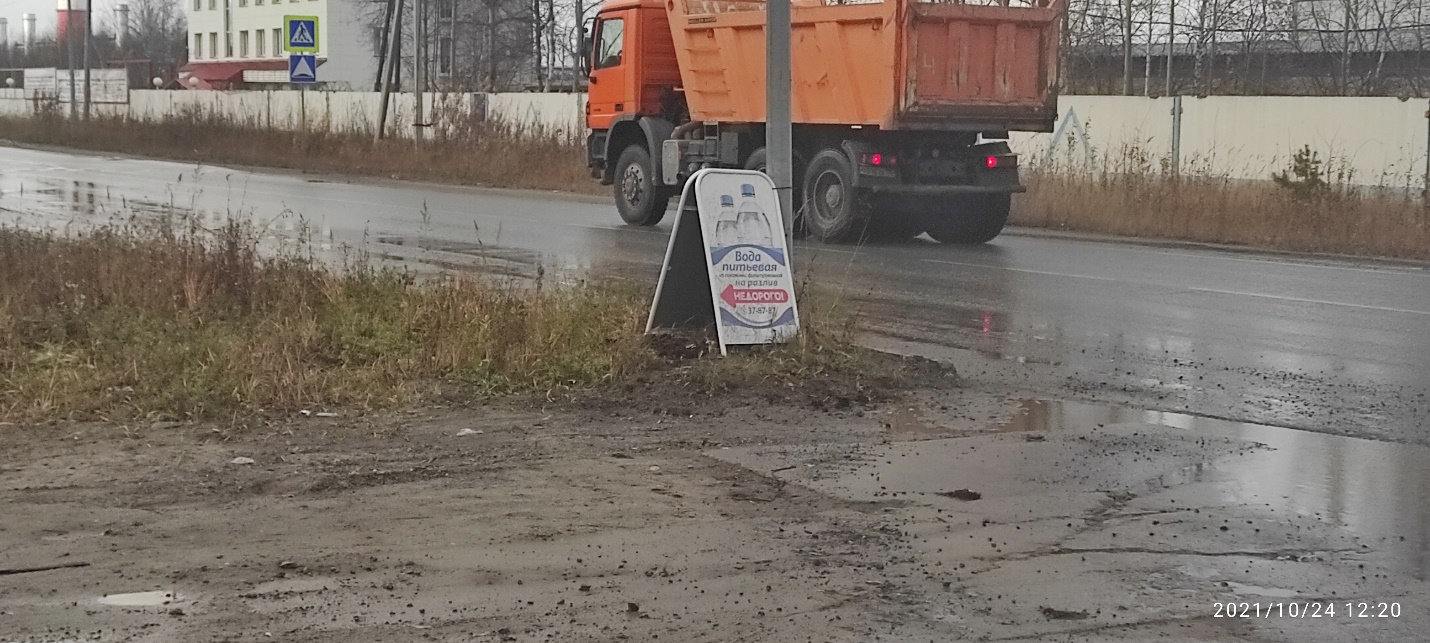 Вода
питьевая
на разлив
НЕДОРОГО!
2021/10/24 12:20